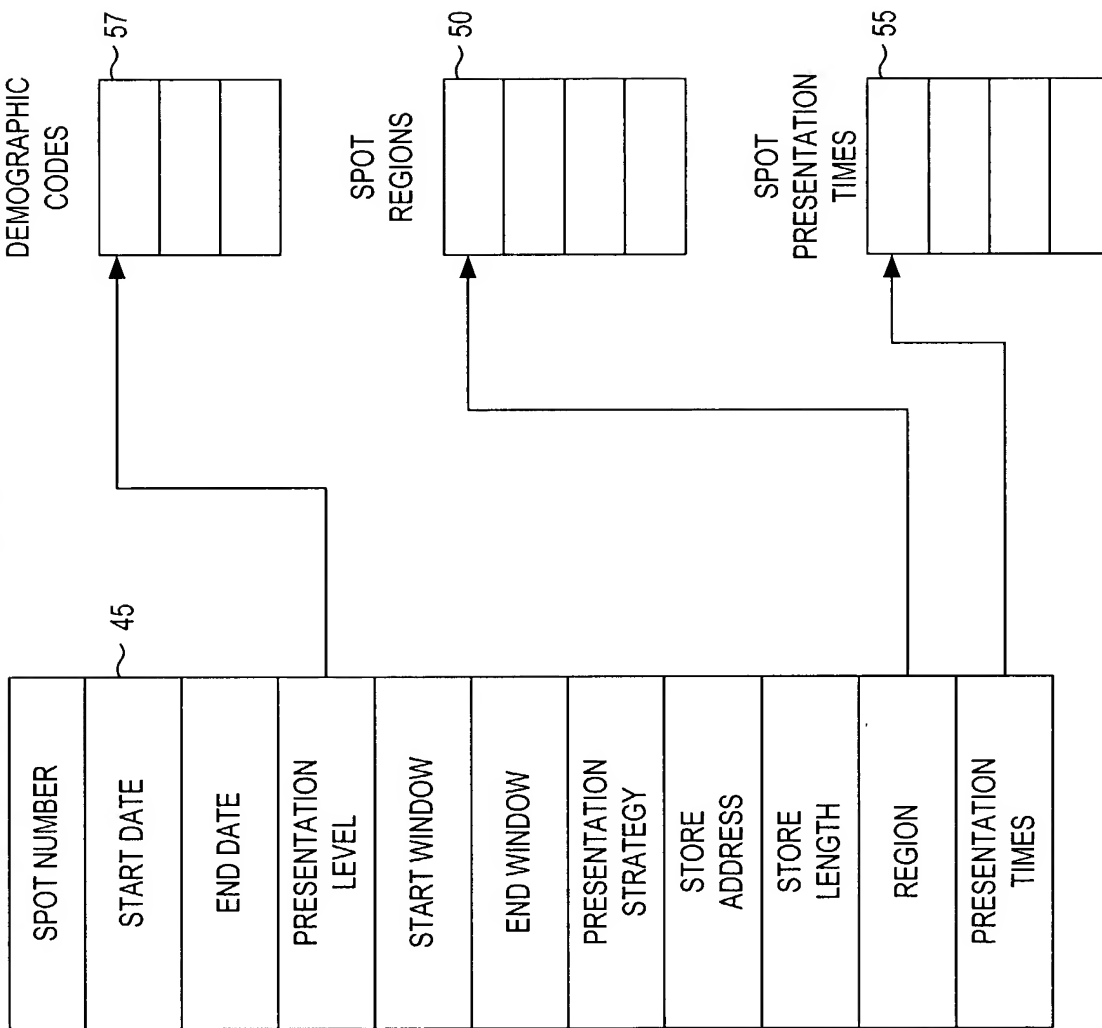 SPOT NUMBER
START DATE
END DATE
PRESENTATION
LEVEL
START WINDOW
END WINDOW
PRESENTATION
STRATEGY
STORE
ADDRESS
STORE
LENGTH
REGION
PRESENTATION
TIMES
45
DEMOGRAPHIC
CODES
57
SPOT
REGIONS
50
SPOT
PRESENTATION
TIMES
55